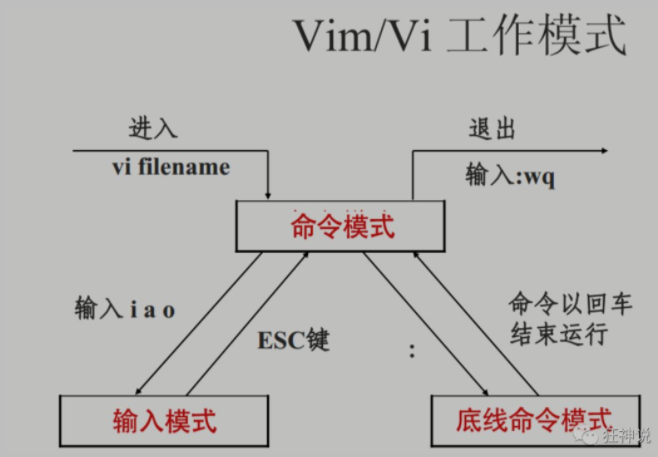 Vim/Vi 工作模式
进入
vi filename
退出
输入:wq
命令模式
输入 i a o
ESC键
:
命令以回车
结束运行
输入模式
底线命令模式
狂神说